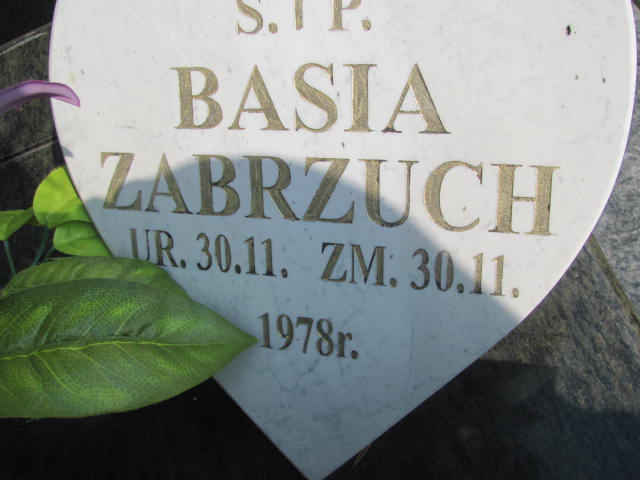 Ś. † P.
BASIA
ZABRZUCH
UR. 30.11. ZM. 30.11.
1978r.